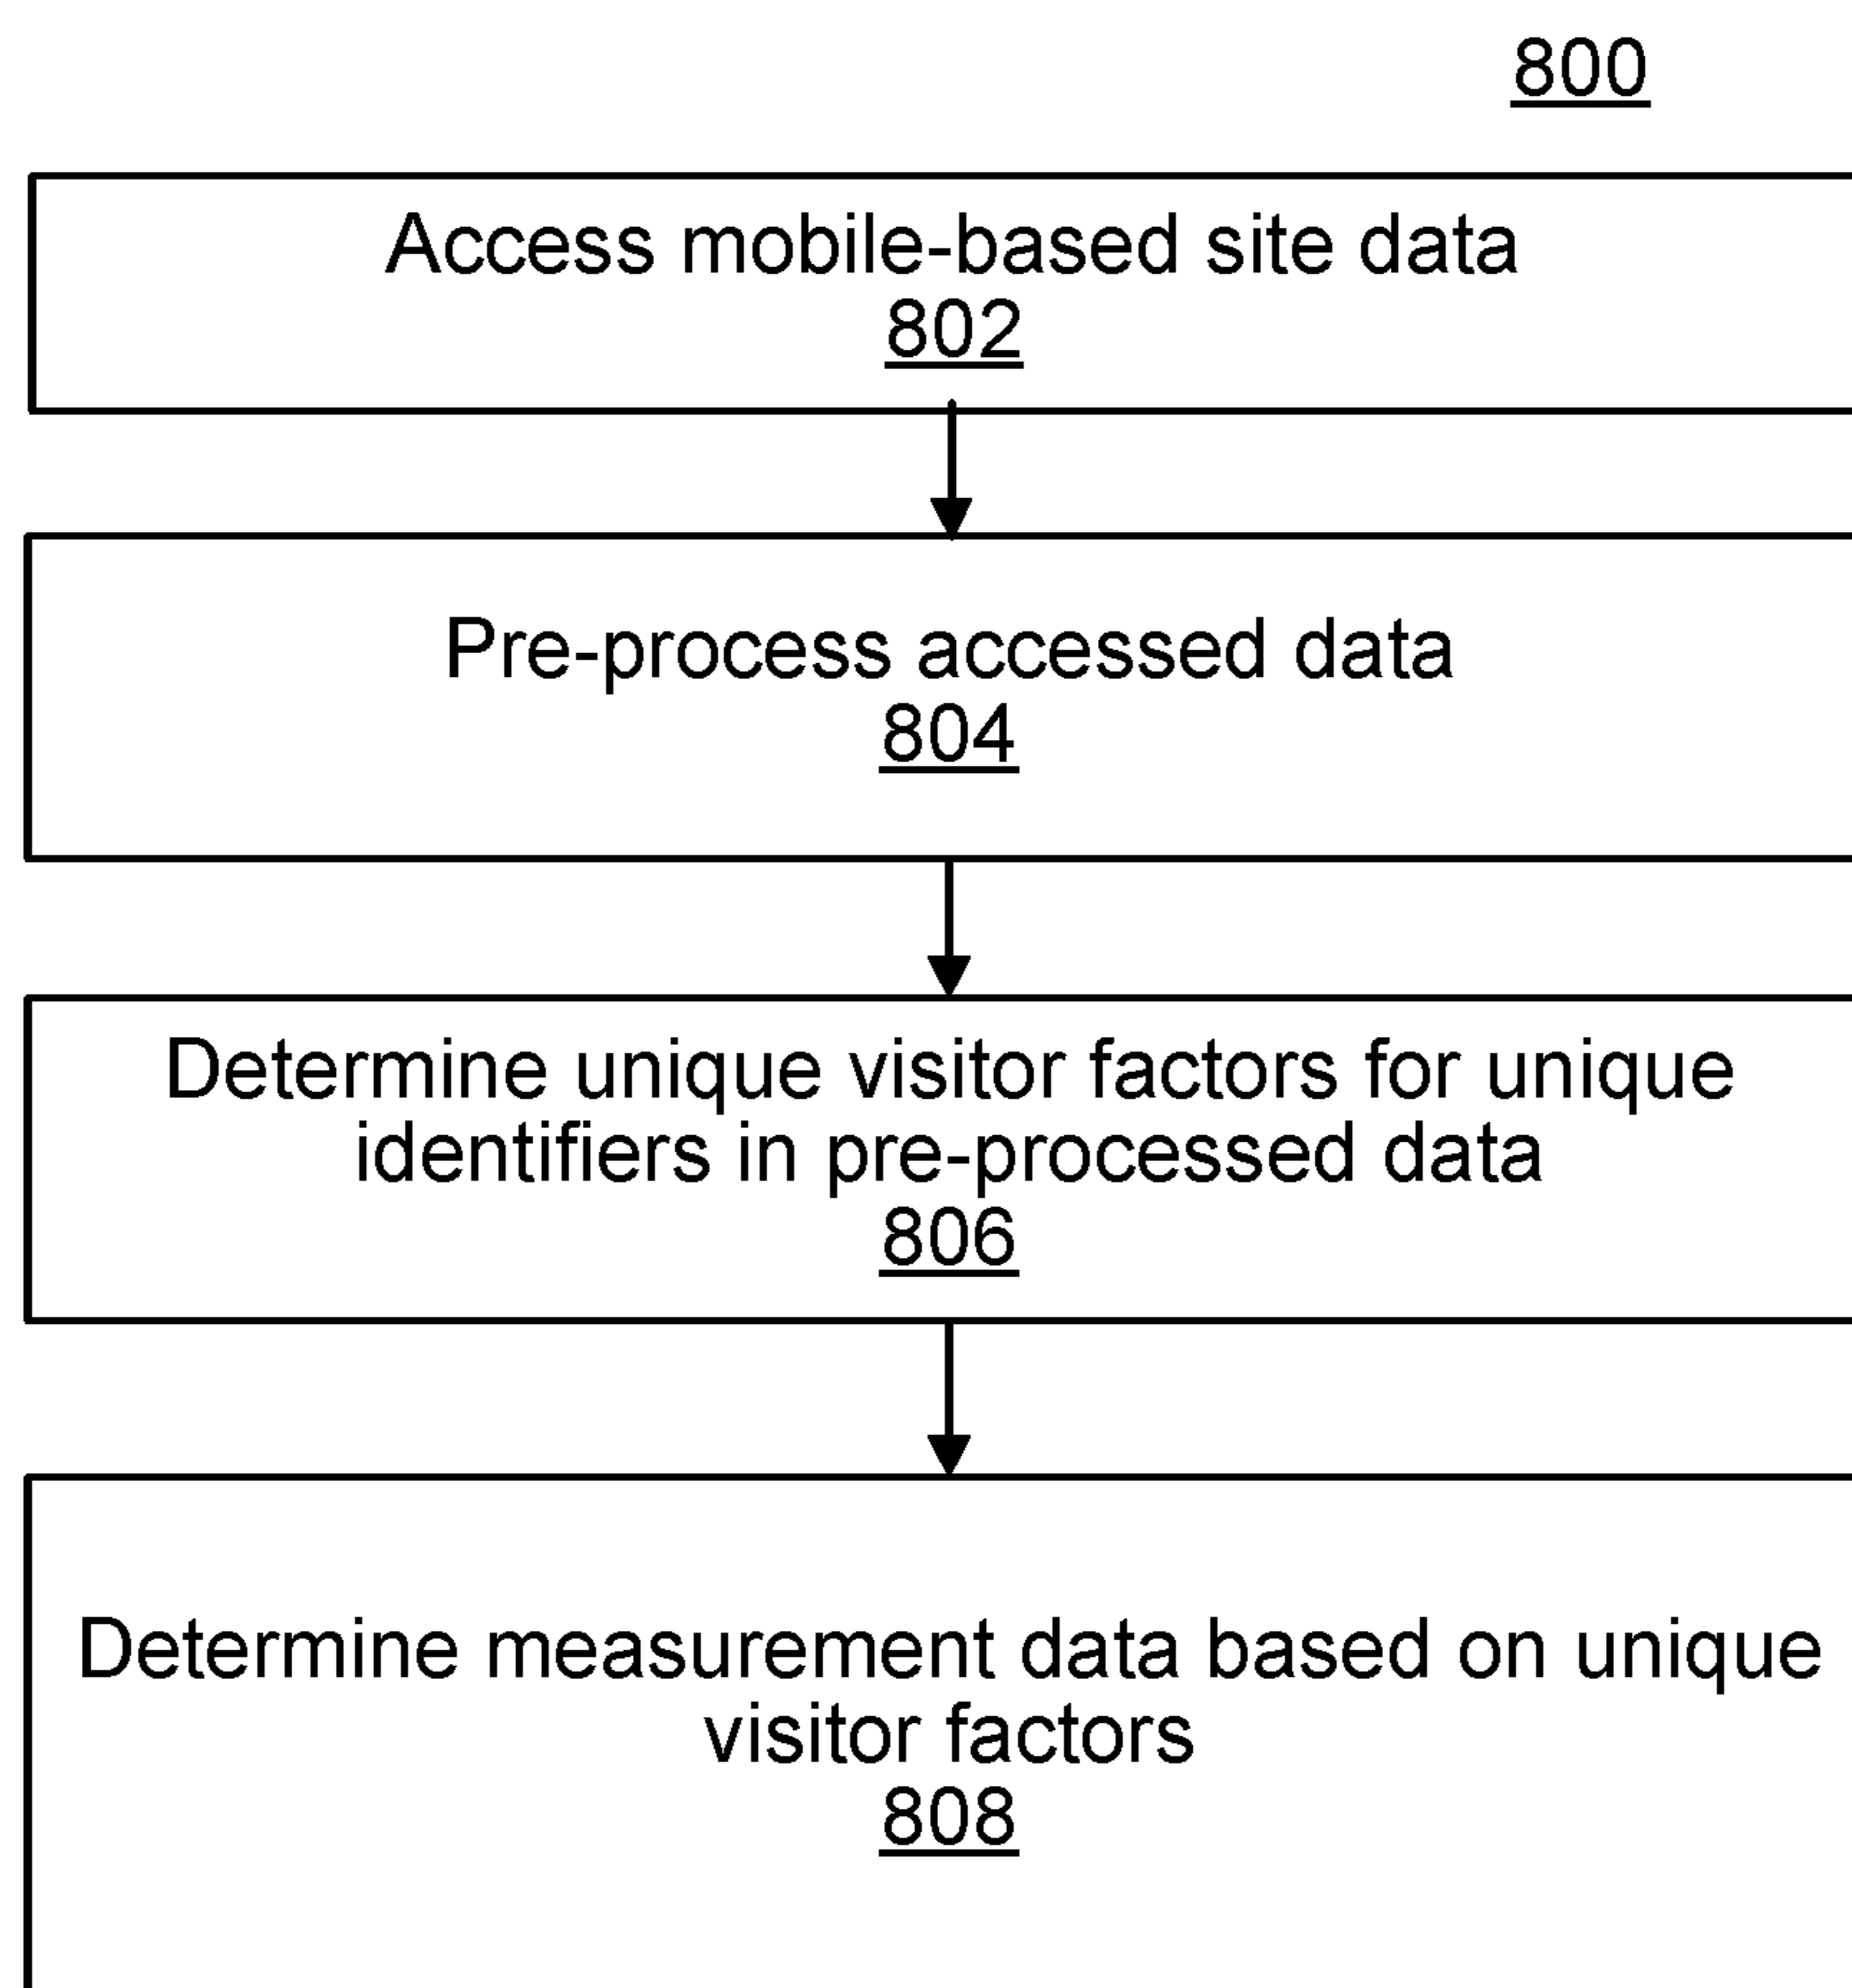 800
Access mobile-based site data
802
Pre-process accessed data
804
Determine unique visitor factors for unique
identifiers in pre-processed data
806
Determine measurement data based on unique
visitor factors
808